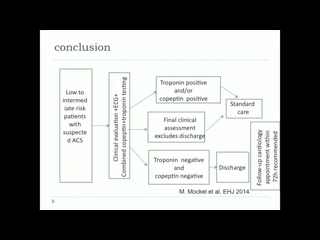 conclusion
Low to
intermed
iate risk
patients
with
suspecte
d ACS
Clinical evaluation +ECG+
Combined copeptin+troponin testing
Troponin positive
and/or
copeptin positive
Final clinical
assessment
excludes discharge
Troponin negative
and
copeptin negative
Standard
care
Discharge
Follow-up cardiology
appointment within
72h recommended
M. Mockel et al. EHJ 2014.